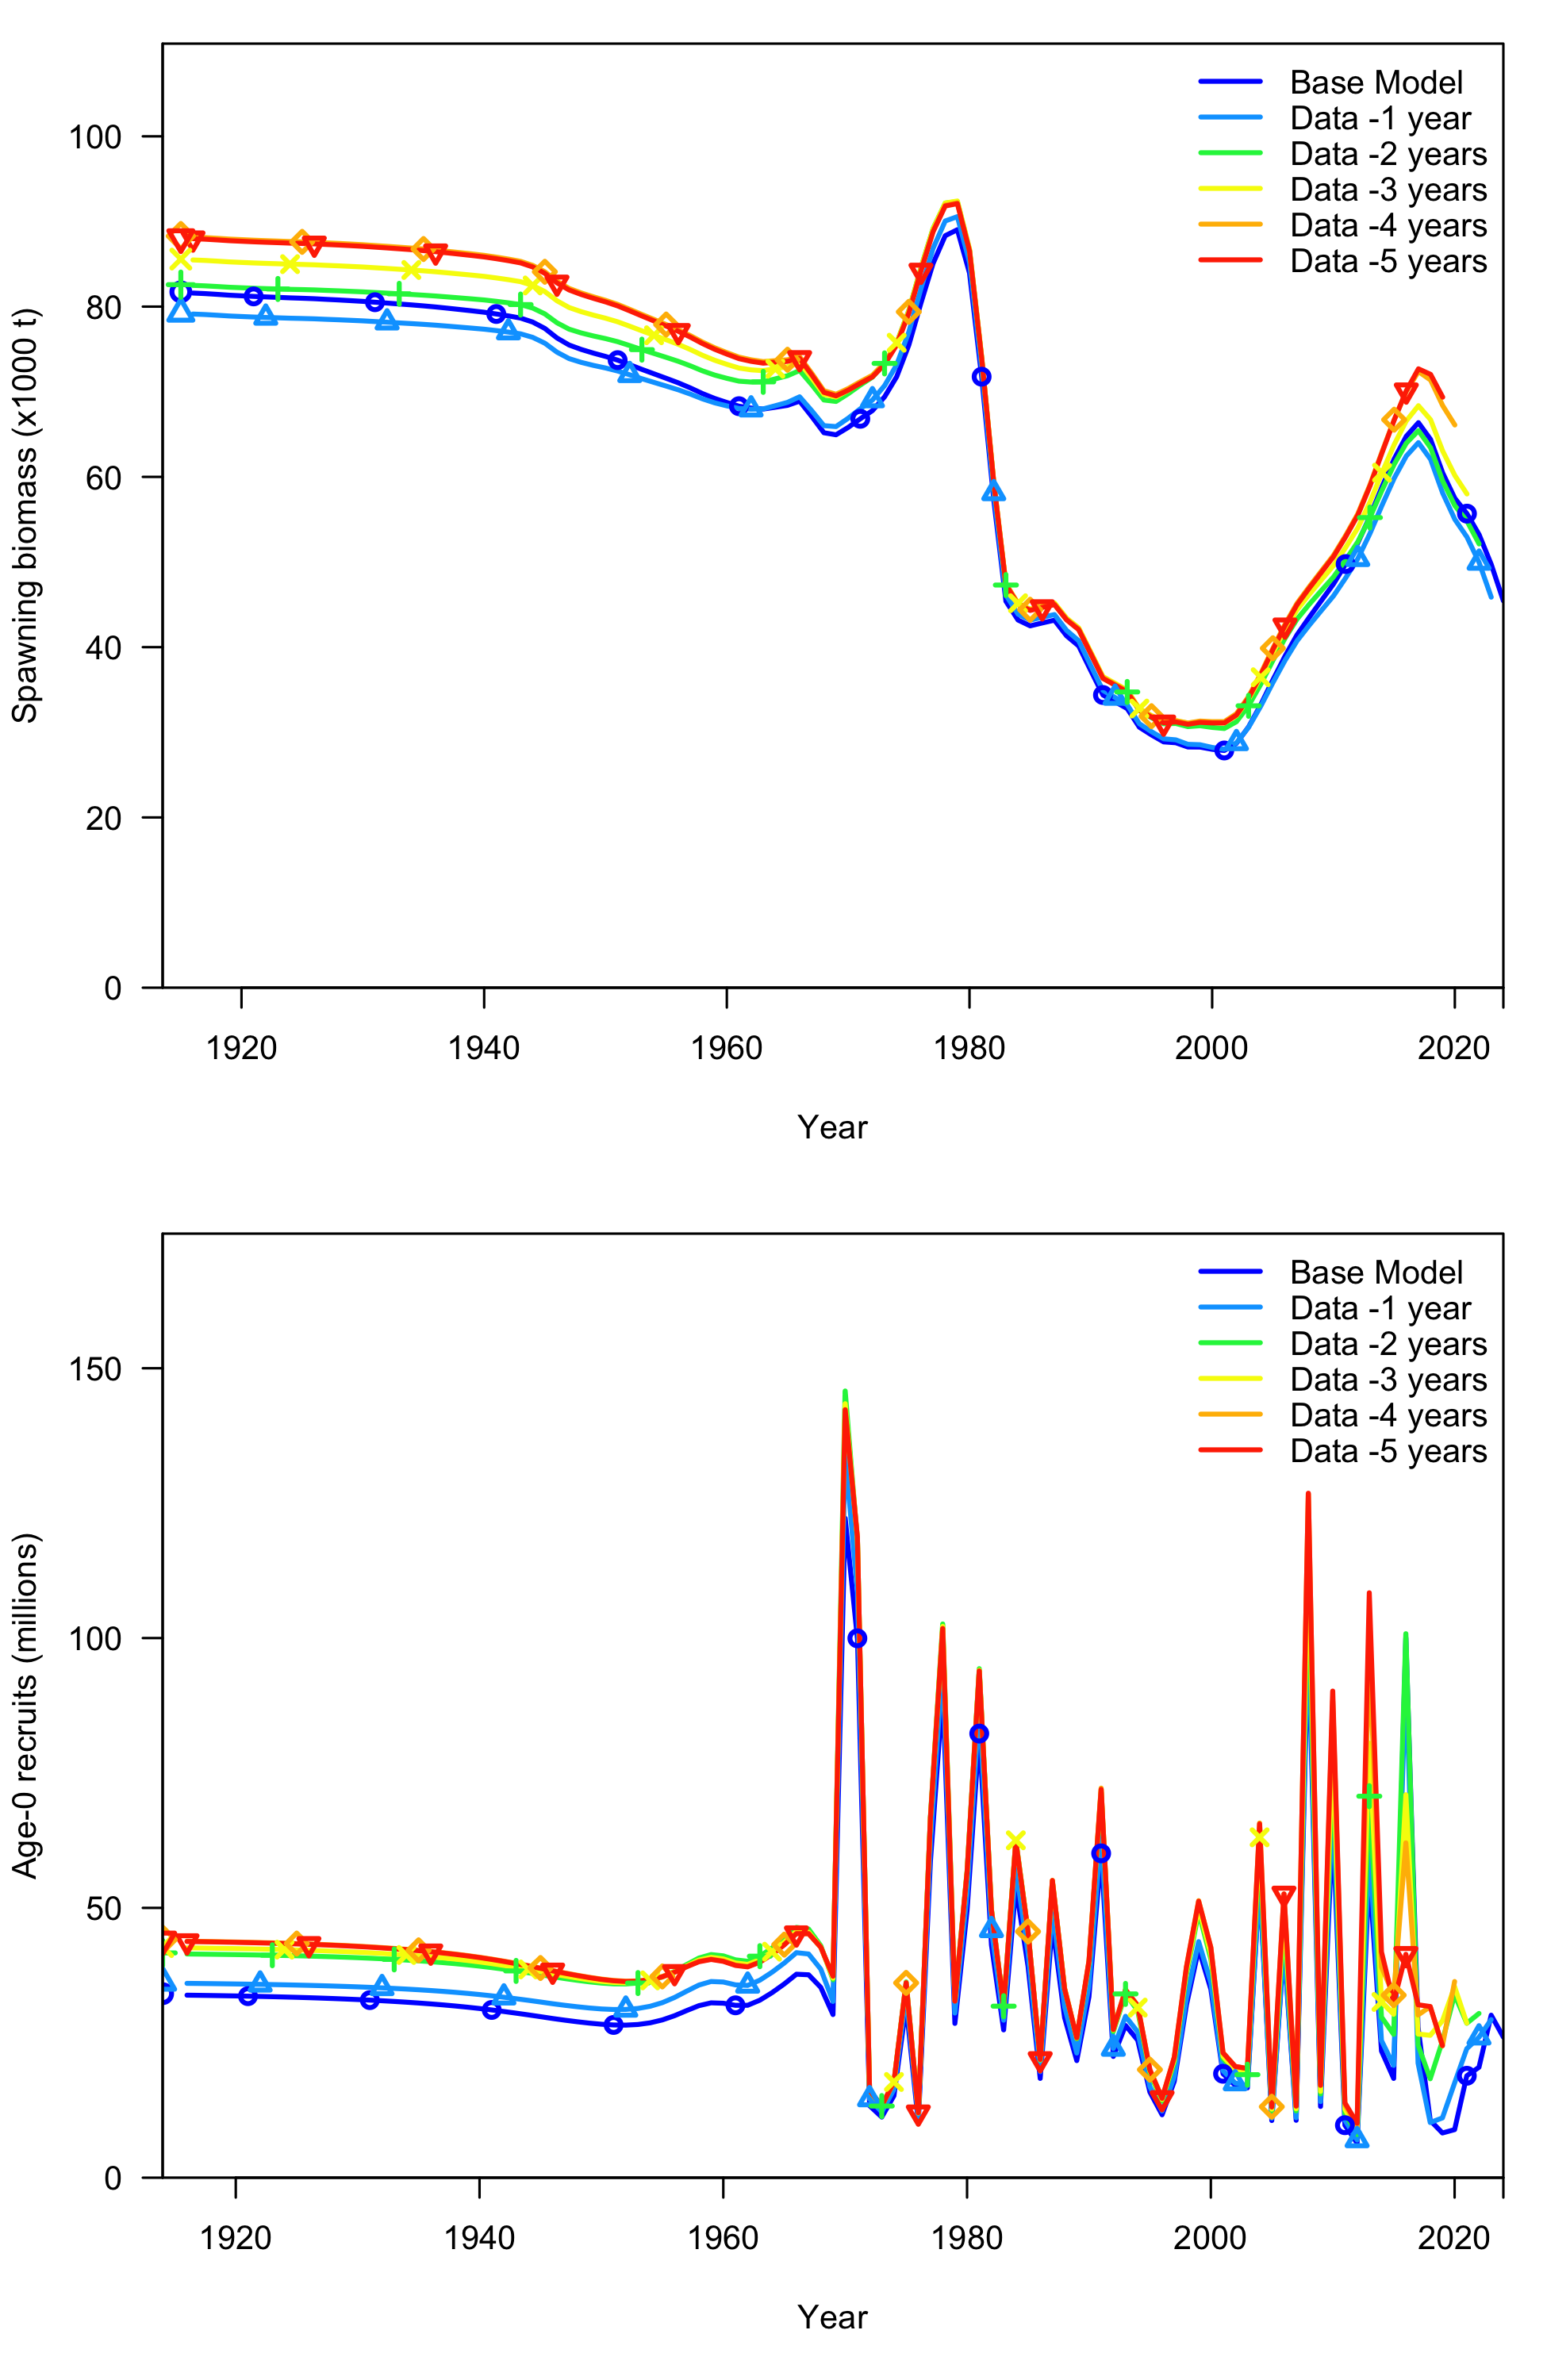 Base Model
Data -1 year
Data -2 years
Data -3 years
Data -4 years
Data -5 years
Spawning biomass (x1000 t)
100
80
60
40
20
0
1920 1940 1960 1980 2000 2020
Year
Base Model
Data -1 year
Data -2 years
Data -3 years
Data -4 years
Data -5 years
Age-0 recruits (millions)
150
100
50
0
1920 1940 1960 1980 2000 2020
Year